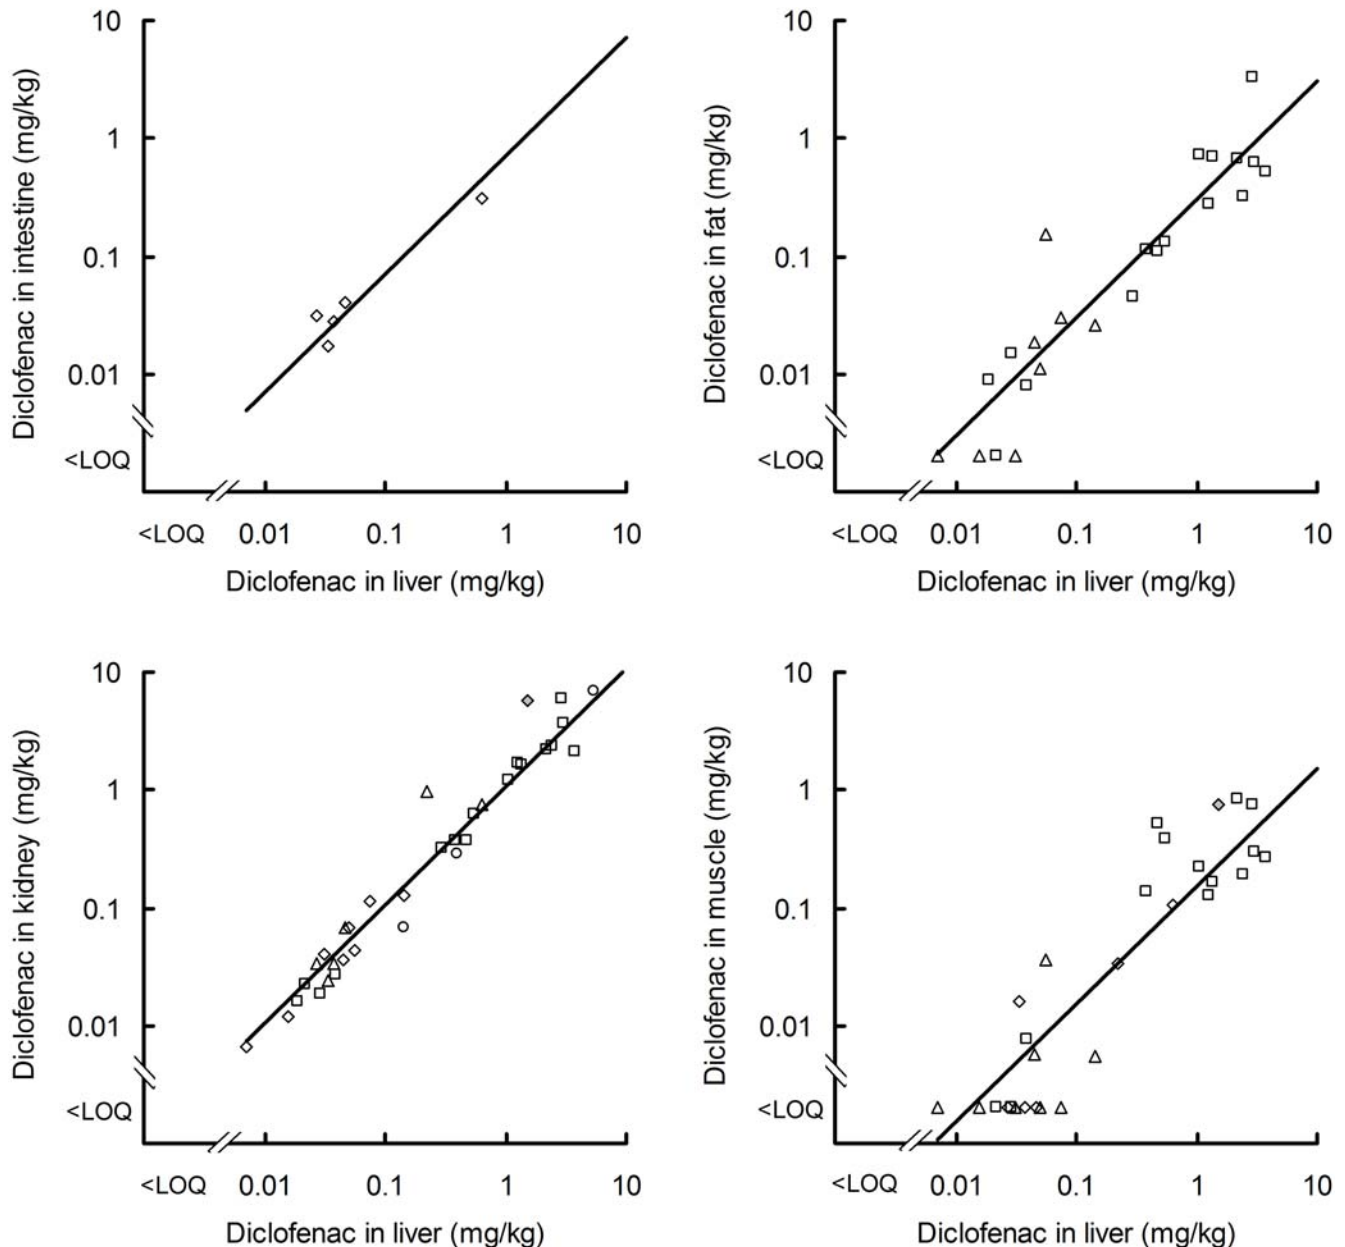 10
1
0.1
0.01
<LOQ
Diclofenac in intestine (mg/kg)
<LOQ 0.01 0.1 1 10
Diclofenac in liver (mg/kg)
10
1
0.1
0.01
<LOQ
Diclofenac in fat (mg/kg)
<LOQ 0.01 0.1 1 10
Diclofenac in liver (mg/kg)
10
1
0.1
0.01
<LOQ
Diclofenac in kidney (mg/kg)
<LOQ 0.01 0.1 1 10
Diclofenac in liver (mg/kg)
10
1
0.1
0.01
<LOQ
Diclofenac in muscle (mg/kg)
<LOQ 0.01 0.1 1 10
Diclofenac in liver (mg/kg)